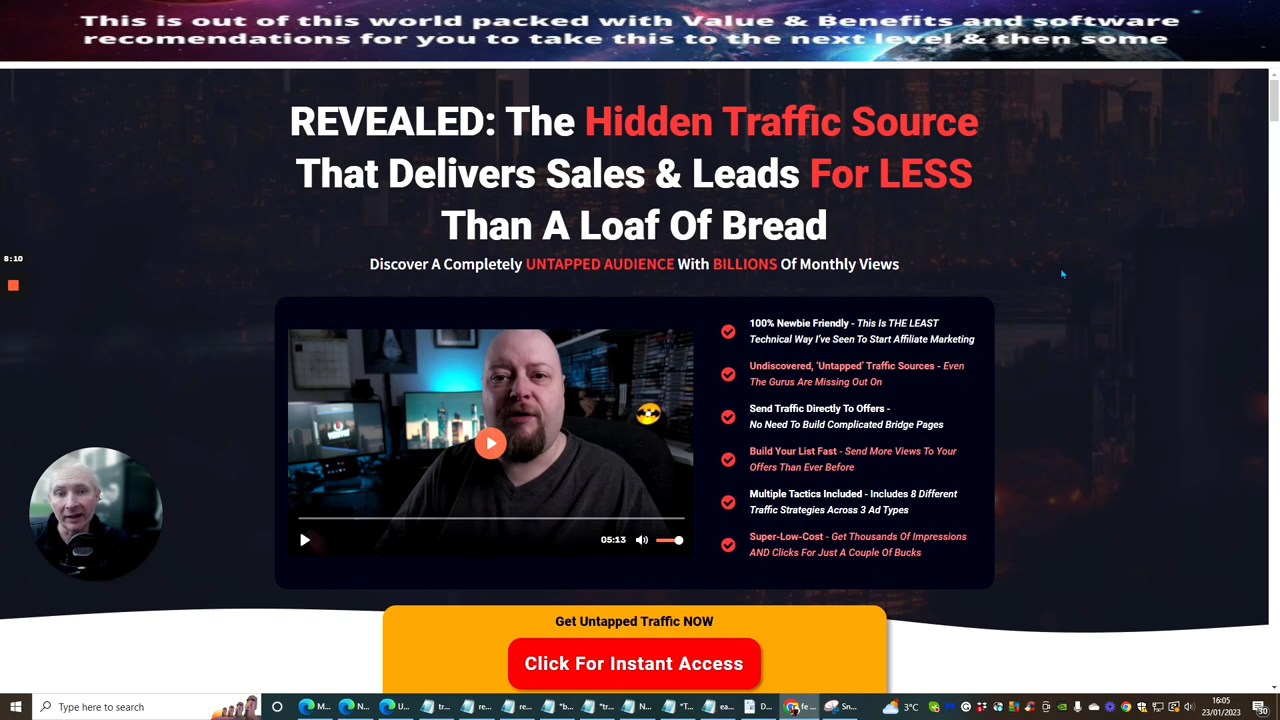 This is out of this world packed with Value & Benefits and software
recomendations for you to take this to the next level & then some
REVEALED: The Hidden Traffic Source
That Delivers Sales & Leads For LESS
Than A Loaf Of Bread
Discover A Completely UNTAPPED AUDIENCE With BILLIONS Of Monthly Views
8:10
100% Newbie Friendly - This Is THE LEAST
Technical Way I've Seen To Start Affiliate Marketing
Undiscovered, 'Untapped' Traffic Sources - Even
The Gurus Are Missing Out On
Send Traffic Directly To Offers -
No Need To Build Complicated Bridge Pages
Build Your List Fast - Send More Views To Your
Offers Than Ever Before
Multiple Tactics Included - Includes 8 Different
Traffic Strategies Across 3 Ad Types
Super-Low-Cost - Get Thousands Of Impressions
AND Clicks For Just A Couple Of Bucks
05:13
Get Untapped Traffic NOW
Click For Instant Access
Type here to search
M...
N...
U...
tr...
re...
re...
"b...
*tr...
N...
*T...
ea...
D...
fe ...
Sn...
3°C
16:05
23/01/2023